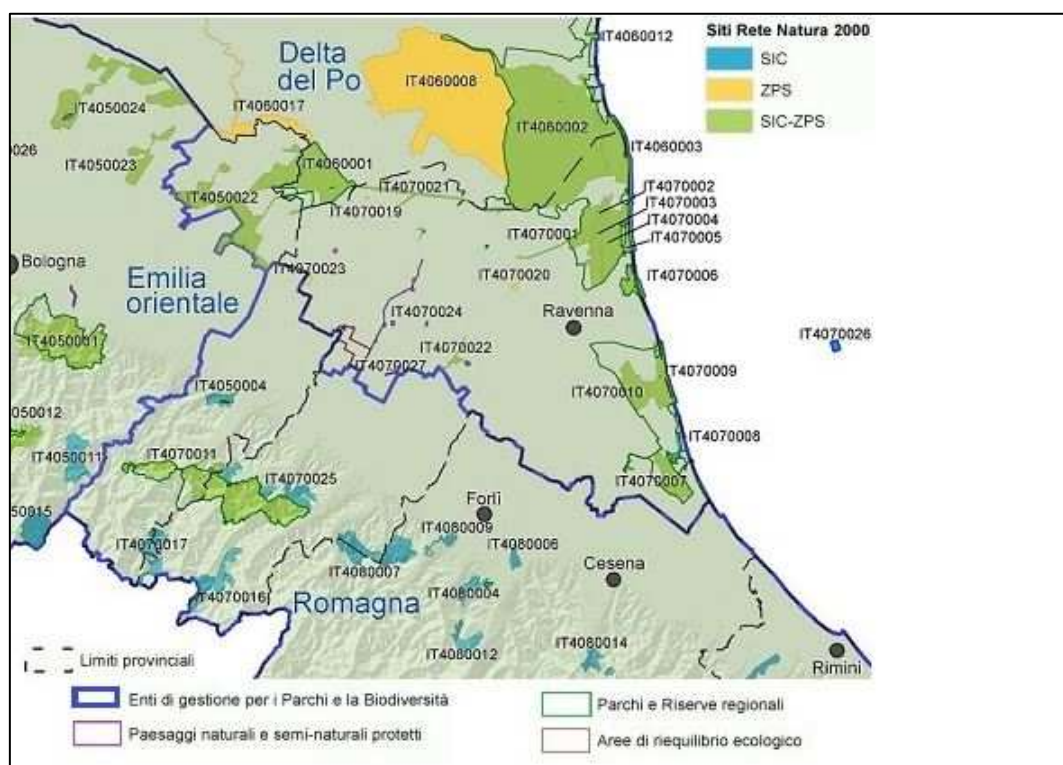 IT4060012
Siti Rete Natura 2000
SIC
ZPS
SIC-ZPS
Delta
del Po
IT4060008
IT4050024
IT4060017
IT4060002
IT4060003
026
IT4050023
IT4060001
IT4070021
IT4050022
IT4070019
IT4070002
IT4070003
IT4070004
IT4070005
IT4070001
IT4070006
Bologna
IT4070023
IT4070020
Emilia
orientale
IT4070024
Ravenna
IT4070026
IT4050001
IT4070022
IT4070027
IT4070009
IT4050004
IT4070010
050012
IT4070008
IT4050011
IT4070011
IT4070025
IT4070007
Forlì
50015
IT4080009
IT4070017
IT4080006
IT4080007
Cesena
T4070016
IT4080004
Romagna
IT4080012
IT4080014
Rimini
Limiti provinciali
Enti di gestione per i Parchi e la Biodiversità
Parchi e Riserve regionali
Paesaggi naturali e semi-naturali protetti
Aree di riequilibrio ecologico